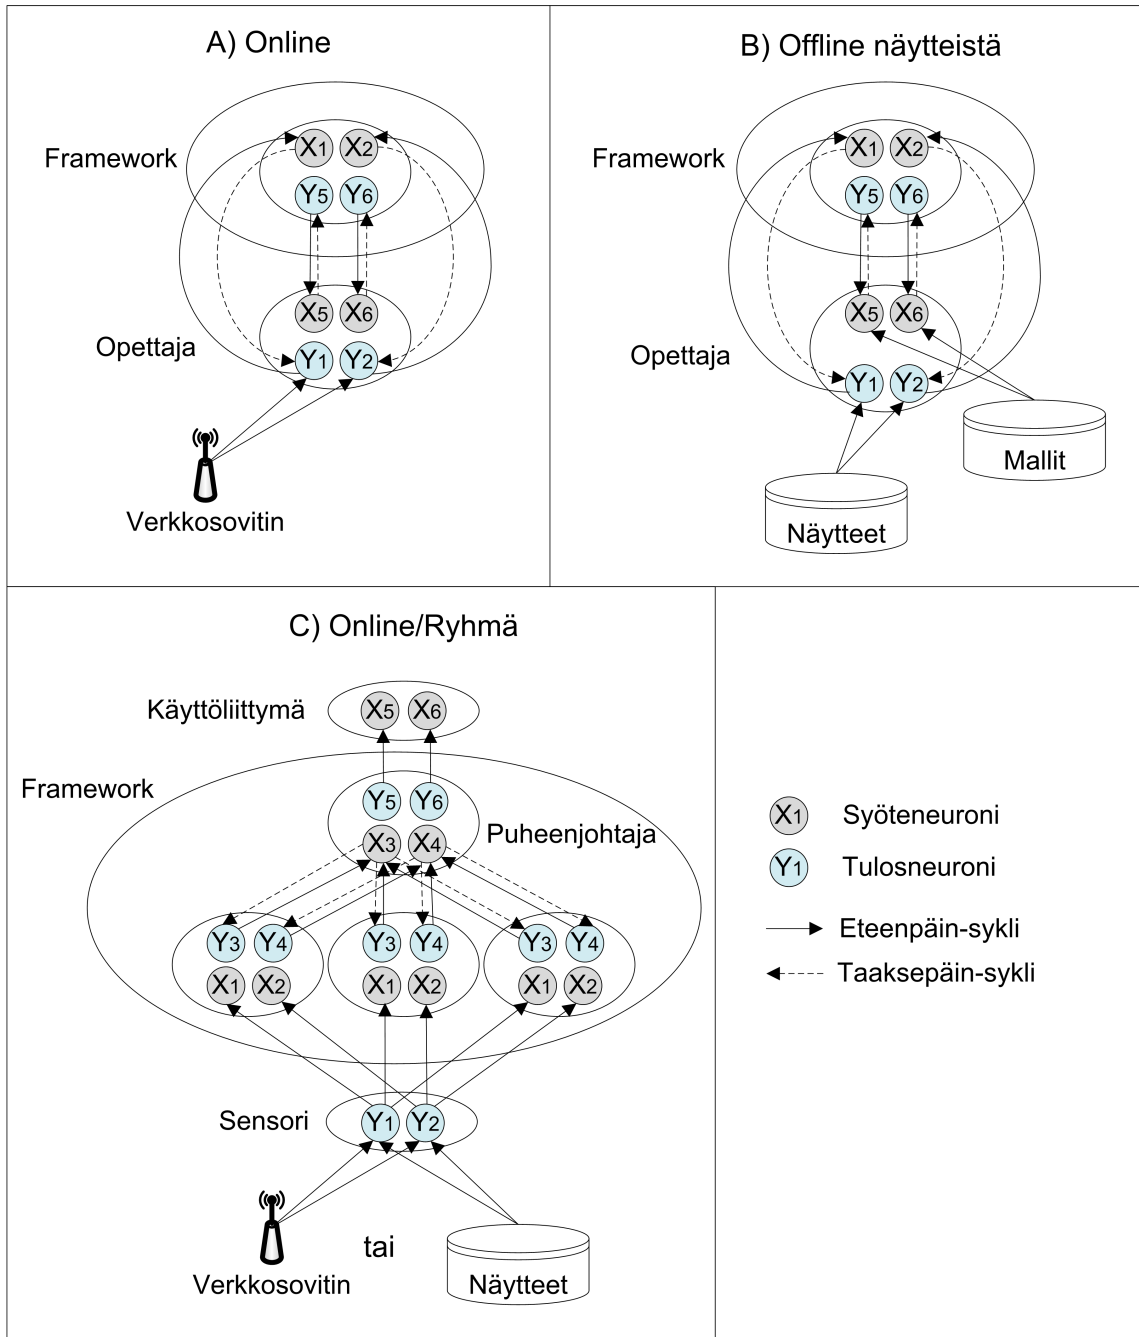 A) Online
Framework
X1 X2
Y5 Y6
X5 X6
Opettaja
Y1 Y2
Verkkosovitin
B) Offline näytteistä
Framework
X1 X2
Y5 Y6
X5 X6
Opettaja
Y1 Y2
Mallit
Näytteet
C) Online/Ryhmä
Käyttöliittymä
X5 X6
Framework
Y5 Y6
Puheenjohtaja
X3 X4
Y3 Y4 Y3 Y4 Y3 Y4
X1 X2 X1 X2 X1 X2
Sensori
Y1 Y2
Verkkosovitin
tai
Näytteet
X1 Syöteneuroni
Y1 Tulosneuroni
Eteenpäin-sykli
Taaksepäin-sykli